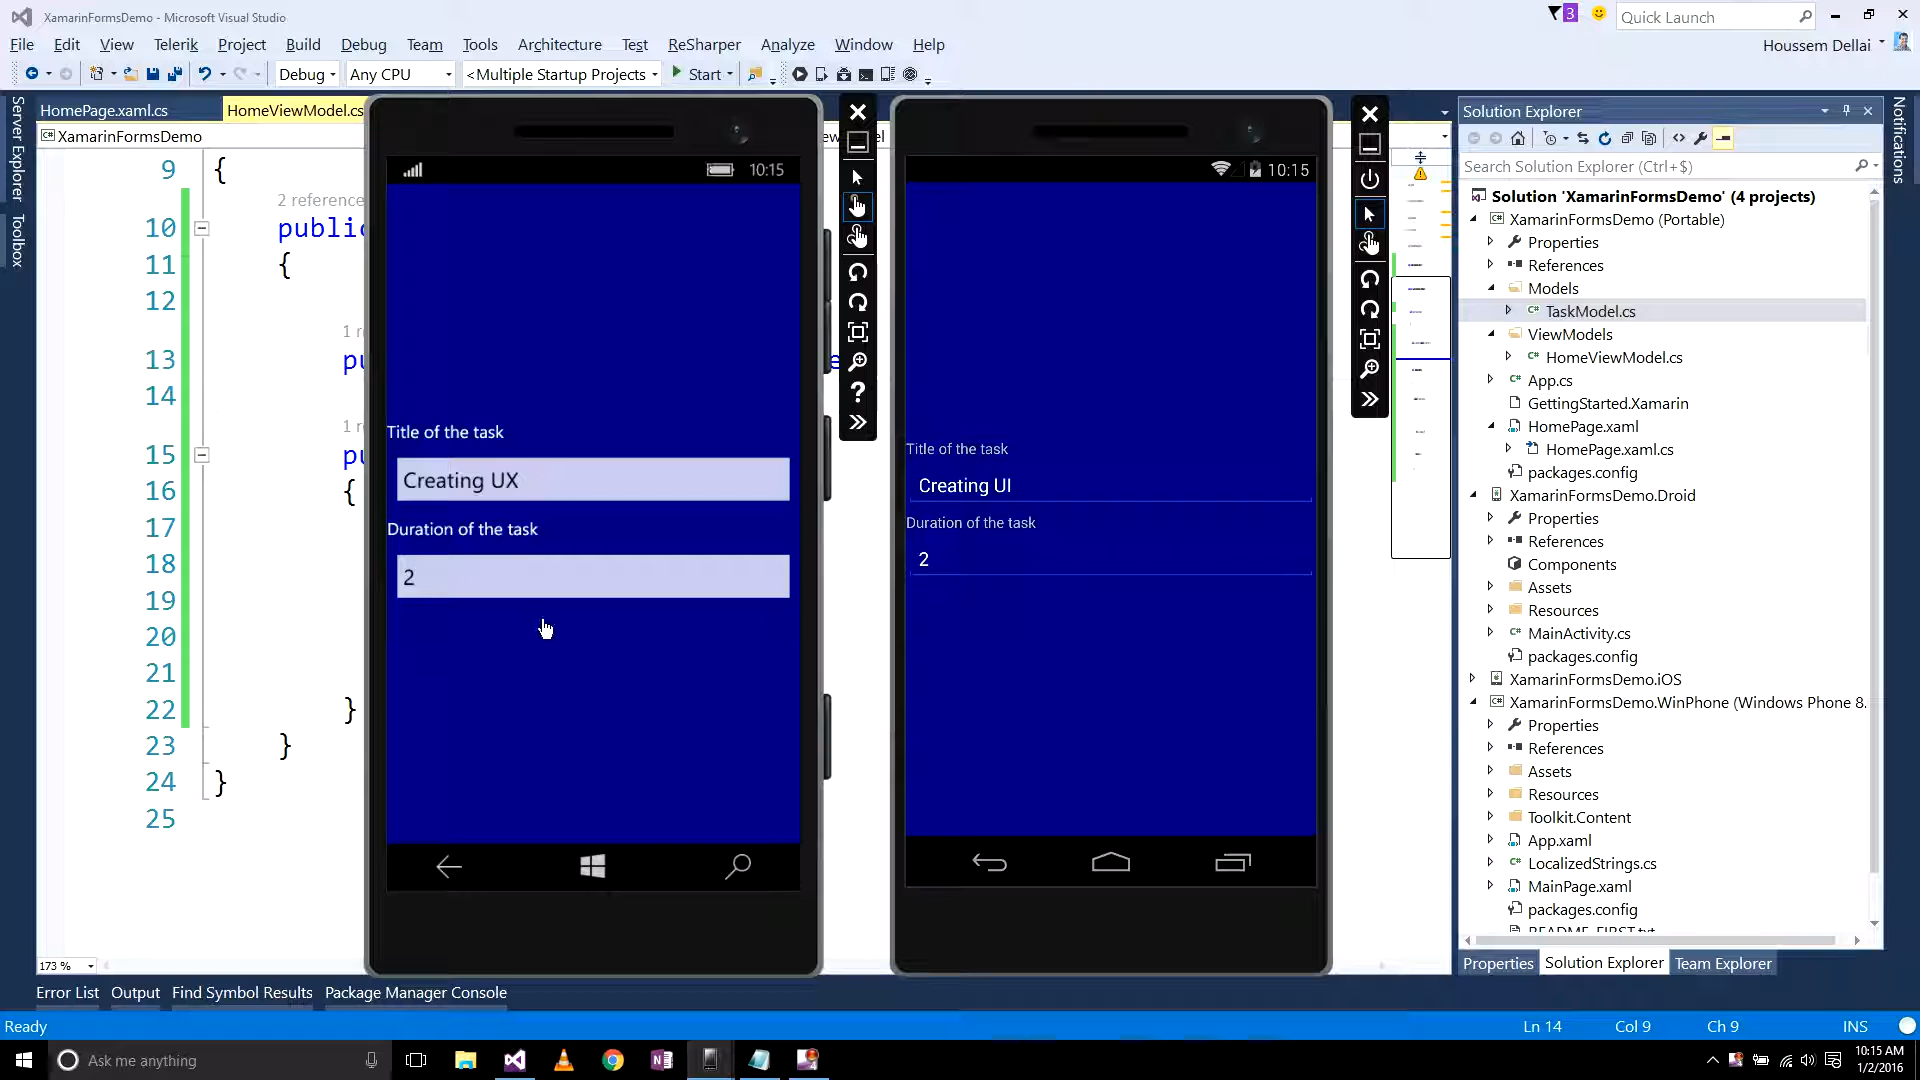 XamarinFormsDemo - Microsoft Visual Studio
3
Quick Launch
File Edit View Telerik Project Build Debug Team Tools Architecture Test ReSharper Analyze Window Help
Houssem Dellai
Debug Any CPU <Multiple Startup Projects Start
Server Explorer
Toolbox
HomePage.xaml.cs HomeViewModel.cs
XamarinFormsDemo
9 {
2 reference
10 public
11 {
12
13
14
15
16 {
17
18
19
20
21
22 }
23 }
24 }
25
173 %
10:15
Title of the task
Creating UX
Duration of the task
2
10:15
Title of the task
Creating UI
Duration of the task
2
Solution Explorer
Search Solution Explorer (Ctrl+$)
Solution 'XamarinFormsDemo' (4 projects)
XamarinFormsDemo (Portable)
Properties
References
Models
TaskModel.cs
ViewModels
HomeViewModel.cs
App.cs
GettingStarted.Xamarin
HomePage.xaml
HomePage.xaml.cs
packages.config
XamarinFormsDemo.Droid
Properties
References
Components
Assets
Resources
MainActivity.cs
packages.config
XamarinFormsDemo.iOS
XamarinFormsDemo.WinPhone (Windows Phone 8.
Properties
References
Assets
Resources
Toolkit.Content
App.xaml
LocalizedStrings.cs
MainPage.xaml
packages.config
README_FIRST.txt
Properties Solution Explorer Team Explorer
Notifications
Error List Output Find Symbol Results Package Manager Console
Ready Ln 14 Col 9 Ch 9 INS
Ask me anything
10:15 AM
1/2/2016